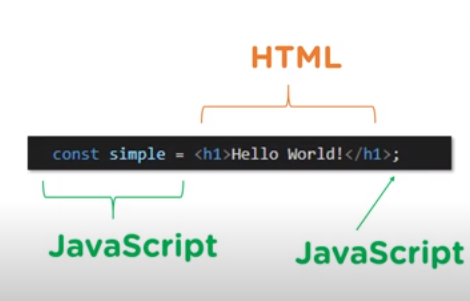 HTML
const simple = <h1>Hello World!</h1>;
JavaScript
JavaScript